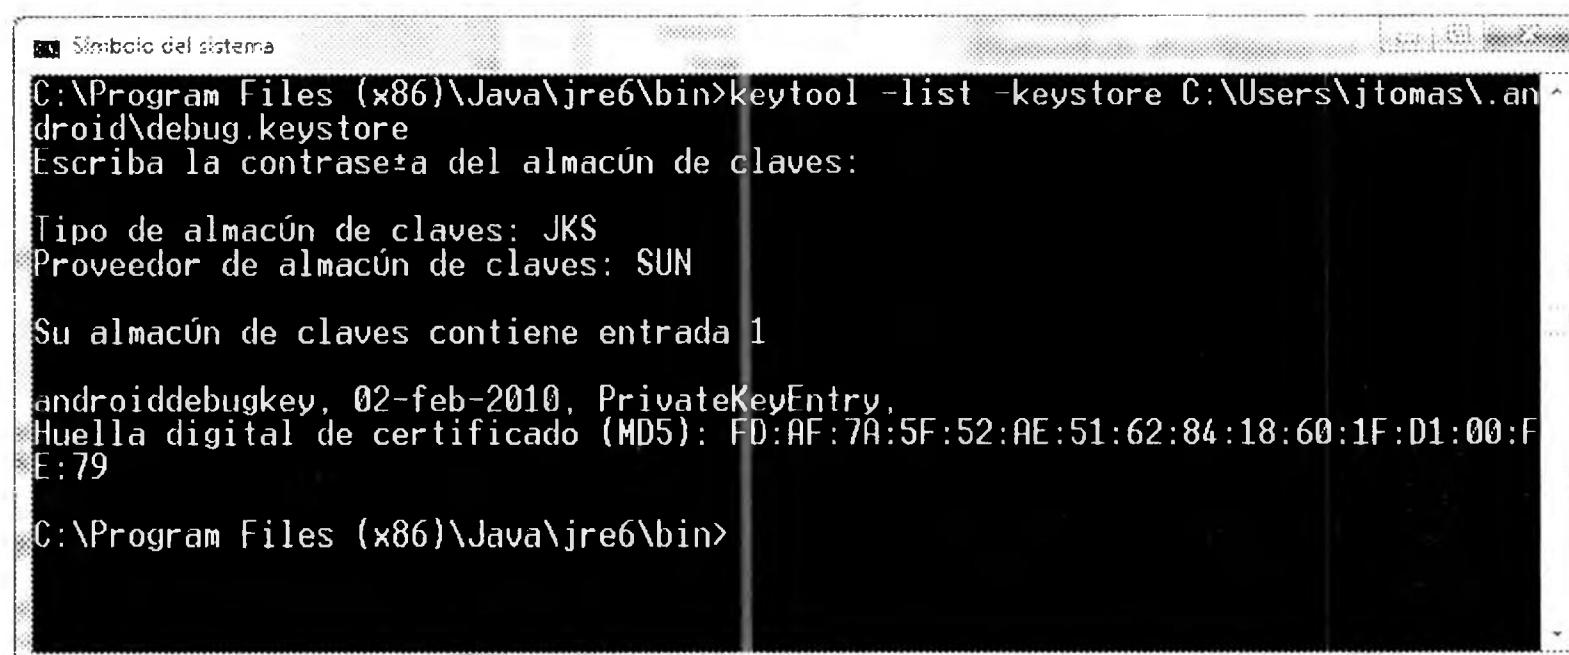 Símbolo del sistema
C:\Program Files (x86)\Java\jre6\bin>keytool -list -keystore C:\Users\jtomas\.an
droid\debug.keystore
Escriba la contrase±a del almacÚn de claves:
Tipo de almacÚn de claves: JKS
Proveedor de almacÚn de claves: SUN
Su almacÚn de claves contiene entrada 1
androiddebugkey, 02-feb-2010, PrivateKeyEntry,
Huella digital de certificado (MD5): FD:AF:7A:5F:52:AE:51:62:84:18:60:1F:D1:00:F
E:79
C:\Program Files (x86)\Java\jre6\bin>